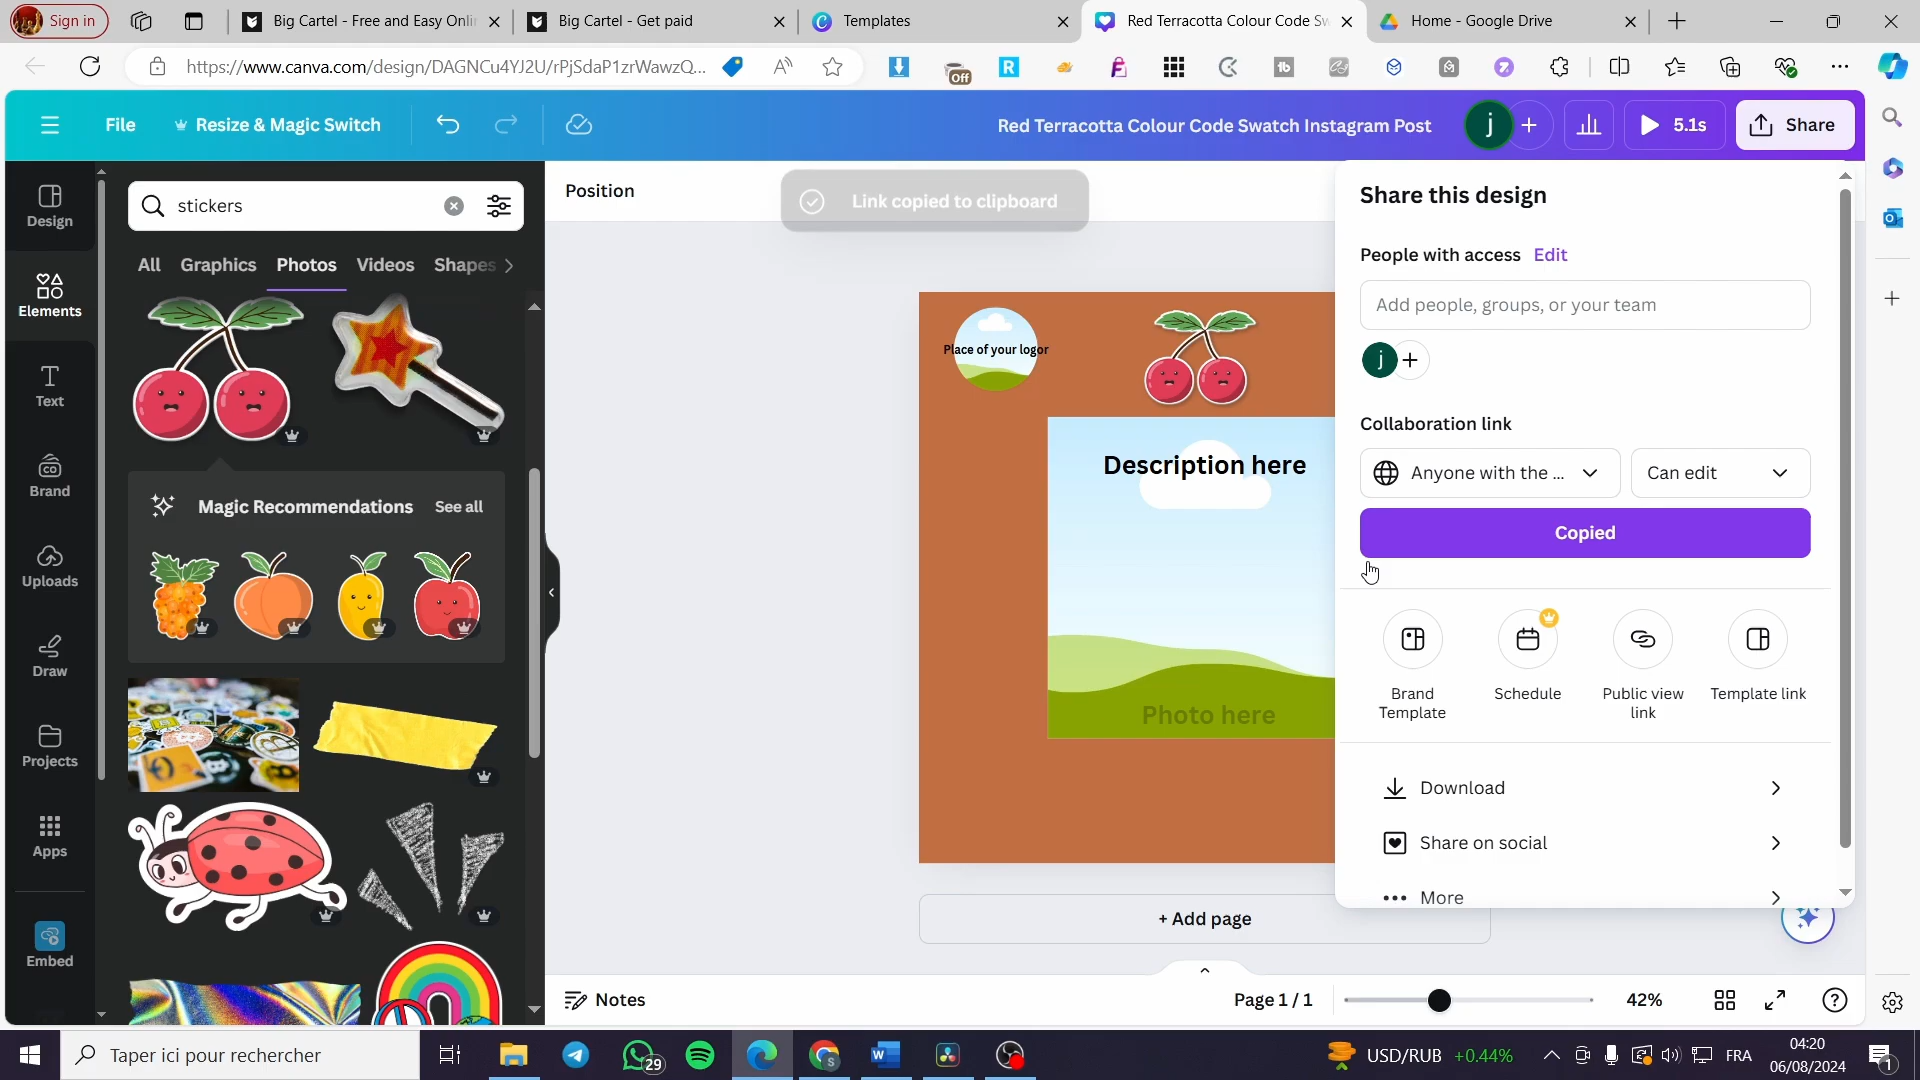 Sign in
Big Cartel - Free and Easy Onli
Big Cartel - Get paid
Templates
Red Terracotta Colour Code Sw
Home - Google Drive
https://www.canva.com/design/DAGNCu4YJ2U/rPjSdaP1zrWawzQ...
Off
File
Resize & Magic Switch
Red Terracotta Colour Code Swatch Instagram Post
j
5.1s
Share
Design
Elements
Text
Brand
Uploads
Draw
Projects
Apps
Embed
stickers
All
Graphics
Photos
Videos
Shapes
Magic Recommendations
See all
Position
Link copied to clipboard
Place of your logor
Description here
Photo here
+ Add page
Share this design
People with access
Edit
Add people, groups, or your team
j
Collaboration link
Anyone with the ...
Can edit
Copied
Brand Template
Schedule
Public view link
Template link
Download
Share on social
More
Notes
Page 1 / 1
42%
Taper ici pour rechercher
29
USD/RUB
+0.44%
FRA
04:20
06/08/2024
1